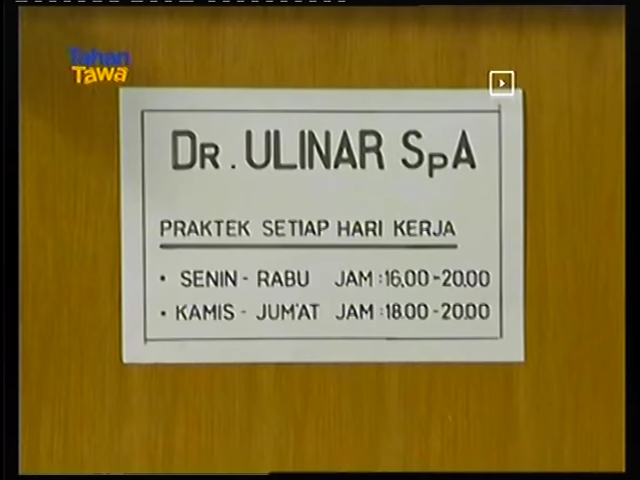 Tahan
Tawa
DR. ULINAR SpA
PRAKTEK SETIAP HARI KERJA
• SENIN - RABU JAM : 16.00 - 20.00
• KAMIS - JUM'AT JAM : 18.00 - 20.00